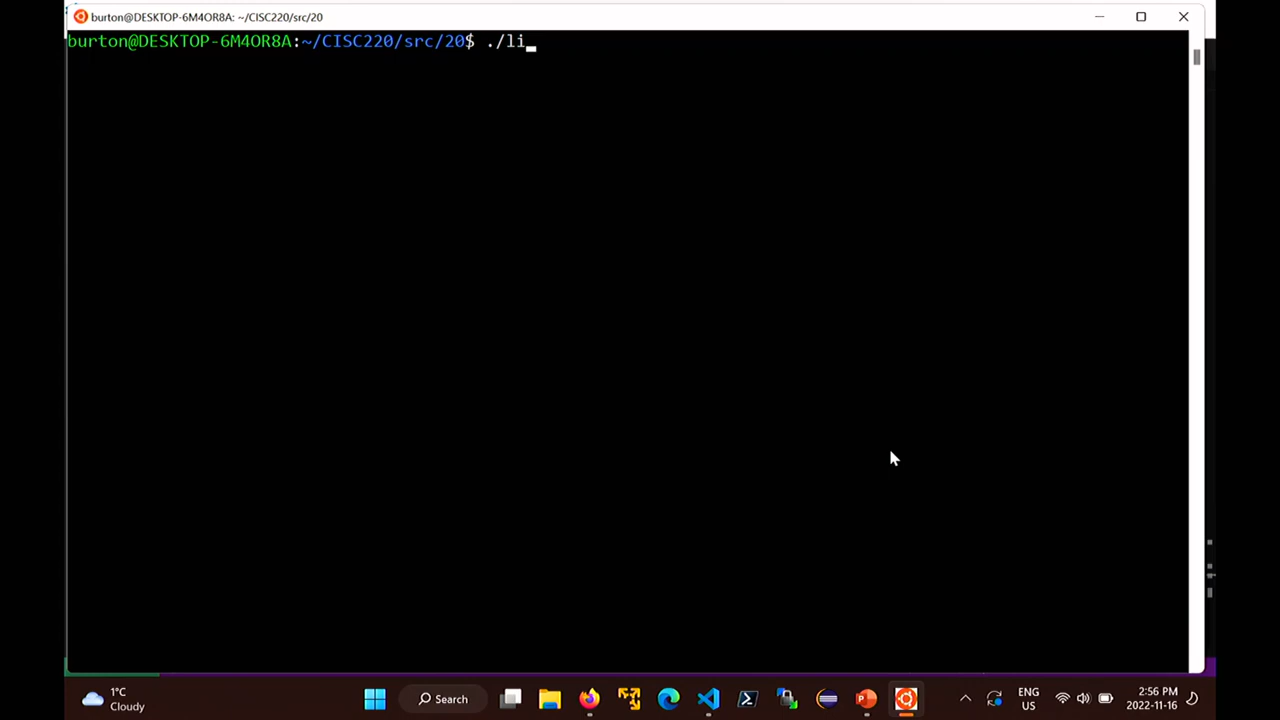 burton@DESKTOP-6M4OR8A: ~/CISC220/src/20
burton@DESKTOP-6M4OR8A:~/CISC220/src/20$ ./li
1°C
Cloudy
Search
ENG
US
2:56 PM
2022-11-16